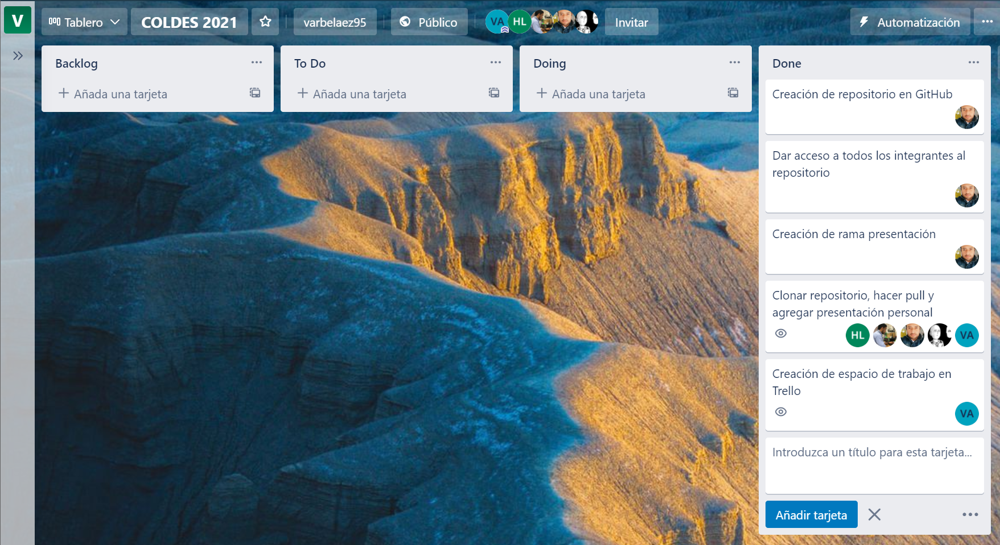 V
Tablero
COLDES 2021
varbelaez95
Público
VA
HL
Invitar
Automatización
Backlog
Añada una tarjeta
To Do
Añada una tarjeta
Doing
Añada una tarjeta
Done
Creación de repositorio en GitHub
Dar acceso a todos los integrantes al
repositorio
Creación de rama presentación
Clonar repositorio, hacer pull y
agregar presentación personal
HL
VA
Creación de espacio de trabajo en
Trello
VA
Introduzca un título para esta tarjeta...
Añadir tarjeta